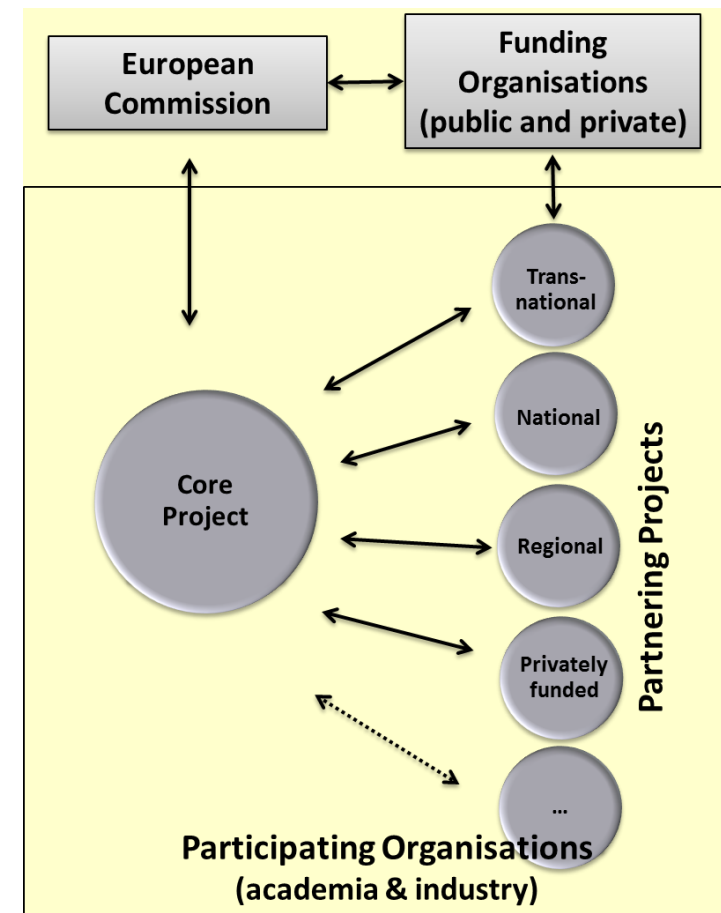 European
Commission
Funding
Organisations
(public and private)
Trans-
national
National
Core
Project
Regional
Privately
funded
Partnering Projects
...
Participating Organisations
(academia & industry)